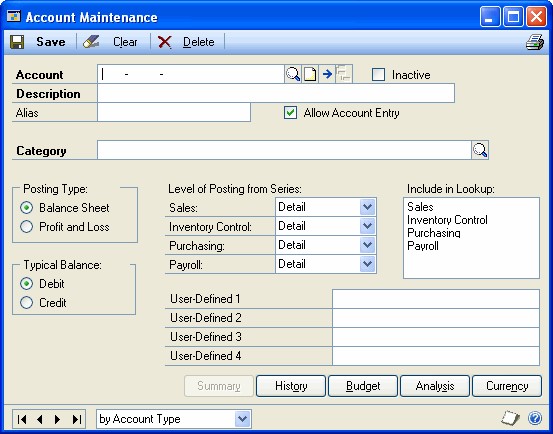 Account Maintenance
Save Clear Delete
Account - - Inactive
Description
Alias Allow Account Entry
Category
Posting Type: Level of Posting from Series: Include in Lookup:
Balance Sheet Sales: Detail Sales
Profit and Loss Inventory Control: Detail Inventory Control
Purchasing: Detail Purchasing
Typical Balance: Payroll: Detail Payroll
Debit
Credit
User-Defined 1
User-Defined 2
User-Defined 3
User-Defined 4
Summary History Budget Analysis Currency
by Account Type